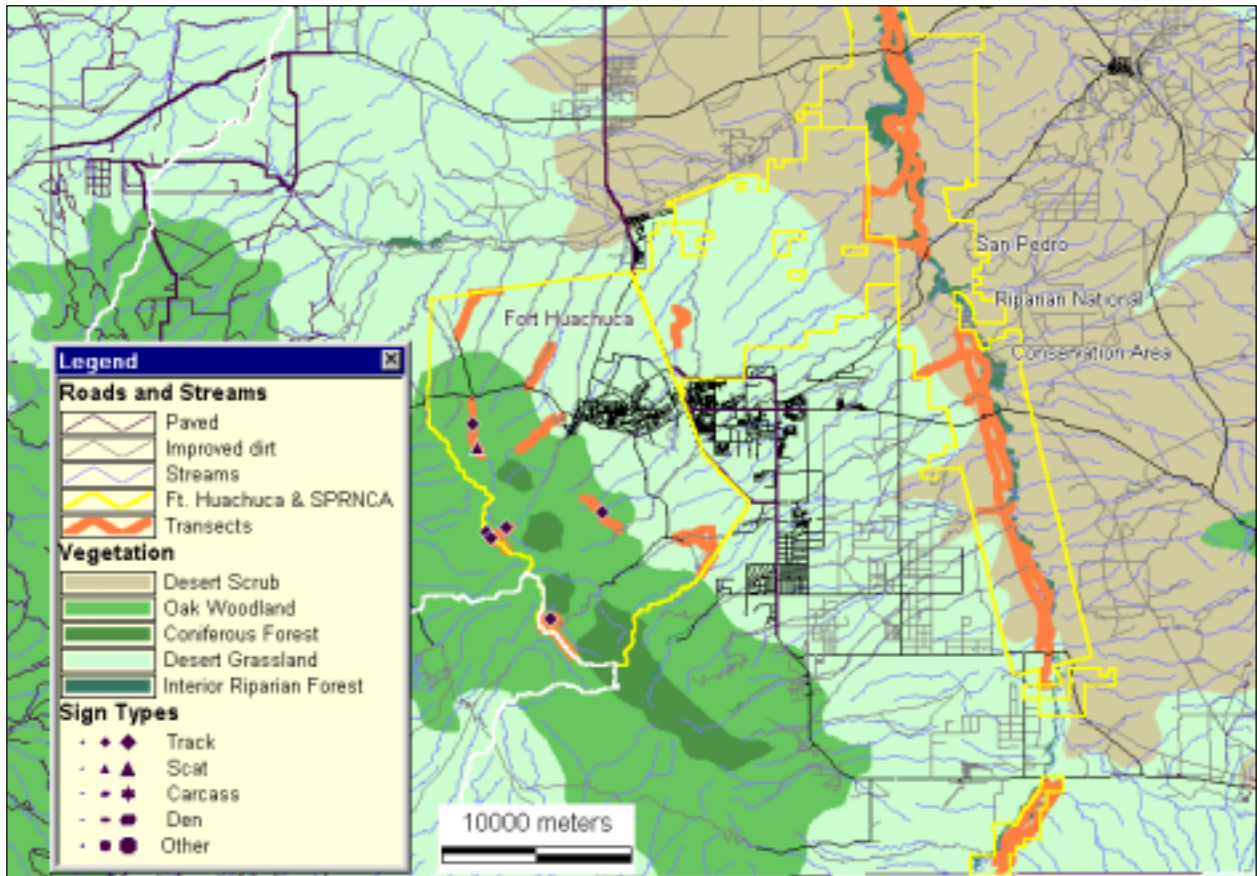 San Pedro
Riparian National
Conservation Area
Fort Huachuca
Legend
Roads and Streams
Paved
Improved dirt
Streams
Ft. Huachuca & SPRNCA
Transects
Vegetation
Desert Scrub
Oak Woodland
Coniferous Forest
Desert Grassland
Interior Riparian Forest
Sign Types
Track
Scat
Carcass
Den
Other
10000 meters